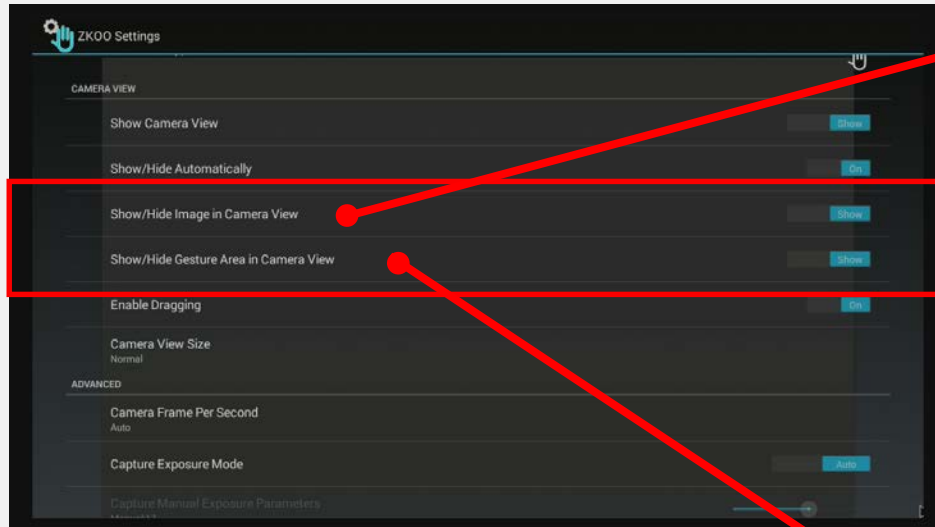 ZKOO Settings
CAMERA VIEW
Show Camera View
Show
Show/Hide Automatically
On
Show/Hide Image in Camera View
Show
Show/Hide Gesture Area in Camera View
Show
Enable Dragging
On
Camera View Size
Normal
ADVANCED
Camera Frame Per Second
Auto
Capture Exposure Mode
Auto
Capture Manual Exposure Parameters